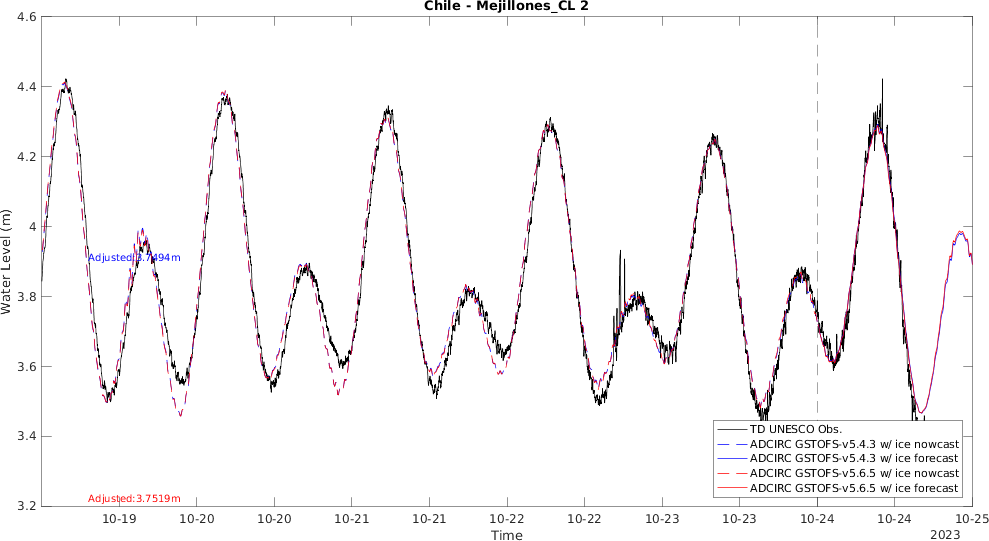 Chile - Mejillones_CL 2
Water Level (m)
4.6
4.4
4.2
4
3.8
3.6
3.4
3.2
Adjusted:3.7494m
Adjusted:3.7519m
TD UNESCO Obs.
ADCIRC GSTOFS-v5.4.3 w/ ice nowcast
ADCIRC GSTOFS-v5.4.3 w/ ice forecast
ADCIRC GSTOFS-v5.6.5 w/ ice nowcast
ADCIRC GSTOFS-v5.6.5 w/ ice forecast
10-19 10-20 10-20 10-21 10-21 10-22 10-22 10-23 10-23 10-24 10-24 10-25
Time
2023